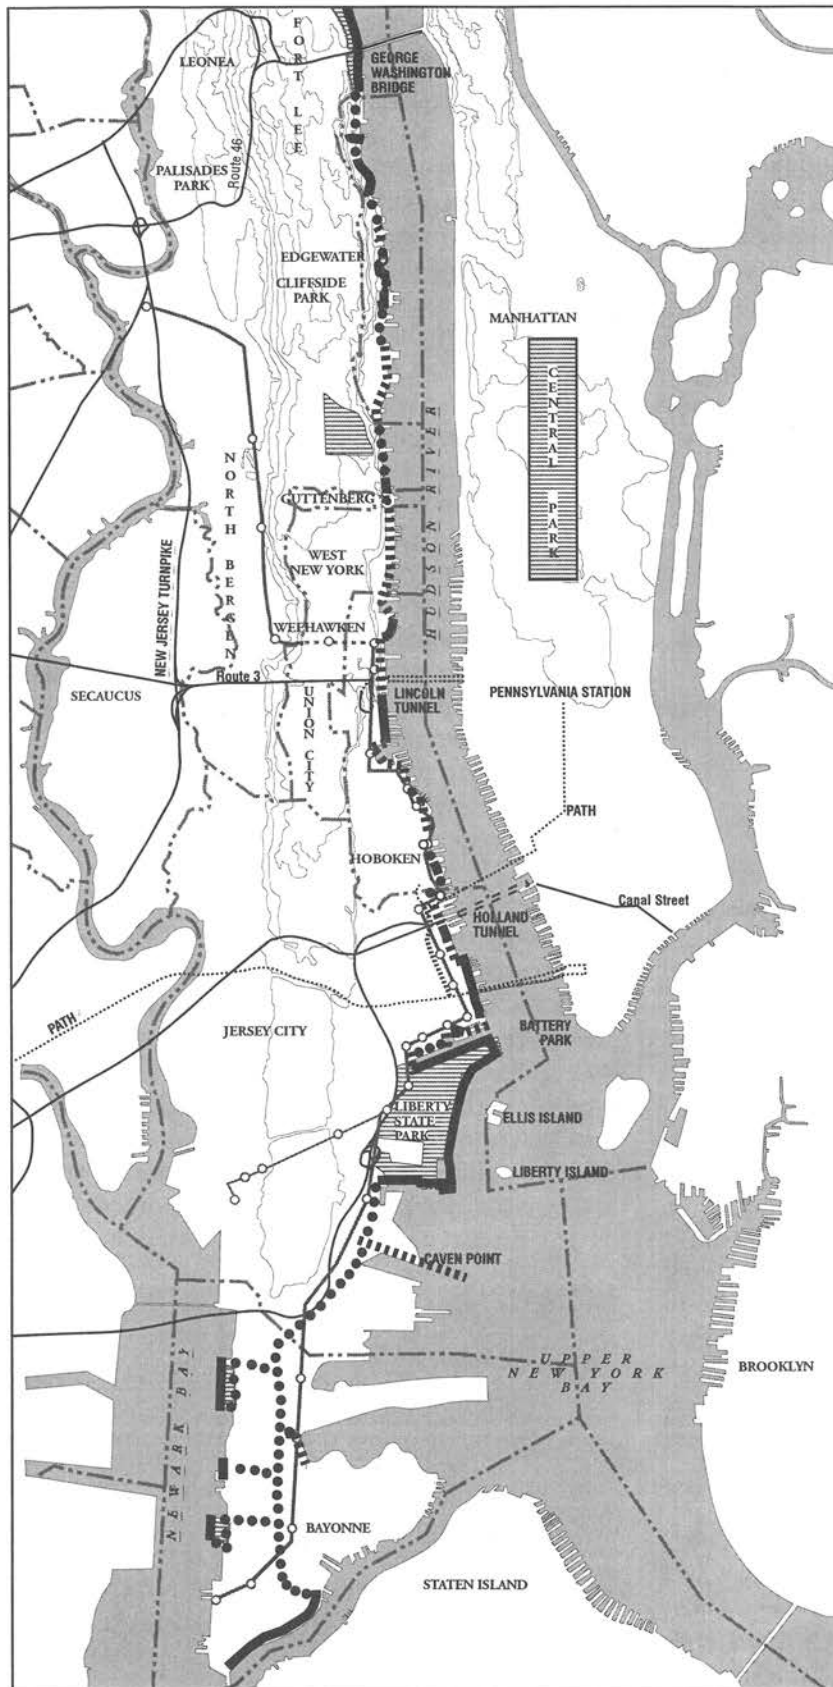 FORT LEE
LEONEA
GEORGE
WASHINGTON
BRIDGE
Route 46
PALISADES
PARK
EDGEWATER
CLIFFSIDE
PARK
MANHATTAN
CENTRAL PARK
HUDSON RIVER
NORTH BERGEN
GUTTENBERG
WEST
NEW YORK
NEW JERSEY TURNPIKE
WEEHAWKEN
Route 3
SECAUCUS
UNION CITY
LINCOLN
TUNNEL
PENNSYLVANIA STATION
PATH
HOBOKEN
Canal Street
HOLLAND
TUNNEL
PATH
JERSEY CITY
BATTERY
PARK
LIBERTY
STATE
PARK
ELLIS ISLAND
LIBERTY ISLAND
CAVEN POINT
UPPER
NEW YORK
BAY
BROOKLYN
NEWARK BAY
BAYONNE
STATEN ISLAND